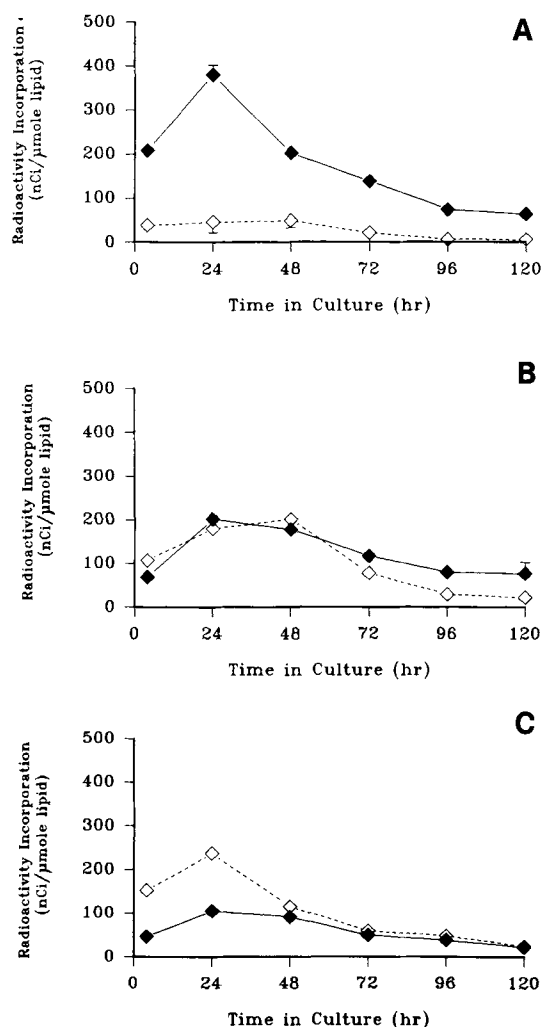 A
Radioactivity Incorporation
(nCi/µmole lipid)
500
400
300
200
100
0
0 24 48 72 96 120
Time in Culture (hr)
B
Radioactivity Incorporation
(nCi/µmole lipid)
500
400
300
200
100
0
0 24 48 72 96 120
Time in Culture (hr)
C
Radioactivity Incorporation
(nCi/µmole lipid)
500
400
300
200
100
0
0 24 48 72 96 120
Time in Culture (hr)